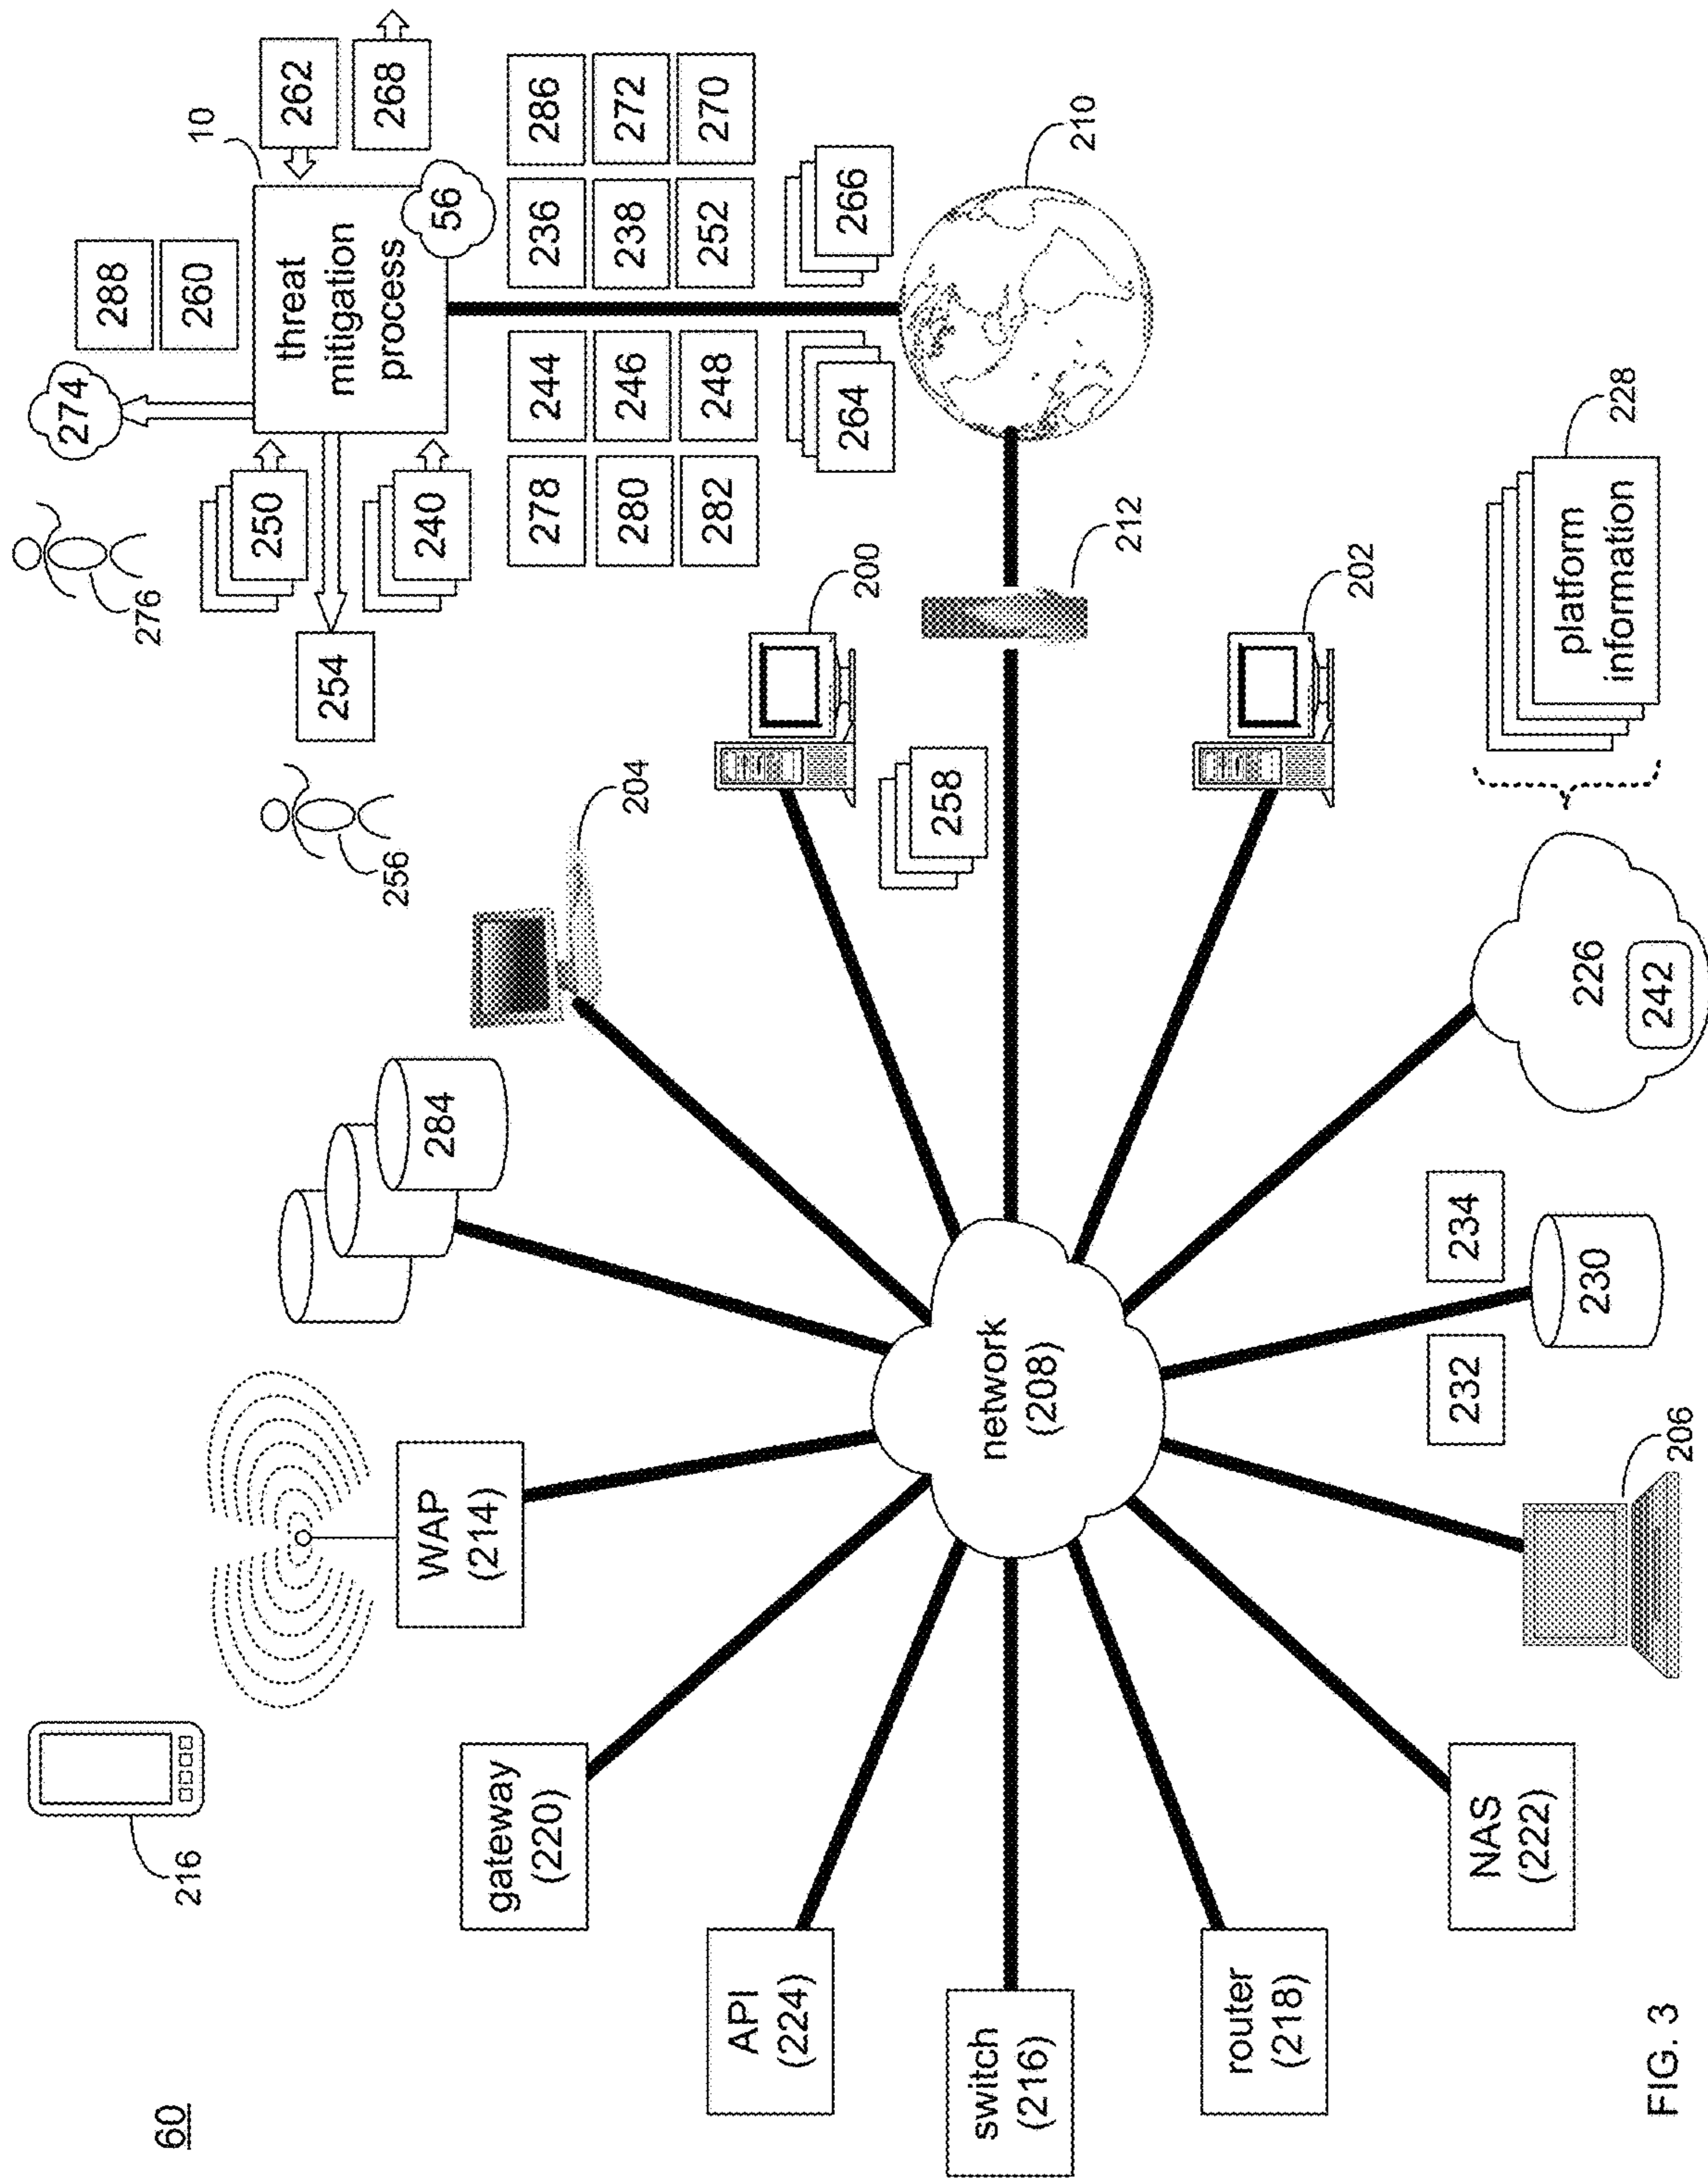 60
216
276
274
288
260
10
262
268
250
threat
mitigation
process
56
254
240
256
WAP
(214)
284
gateway
(220)
204
278 244 236 286
280 246 238 272
282 248 252 270
264 266
API
(224)
200
258
switch
(216)
network
(208)
212
210
router
(218)
202
NAS
(222)
232 234
230
226
242
platform
information
228
206
FIG. 3